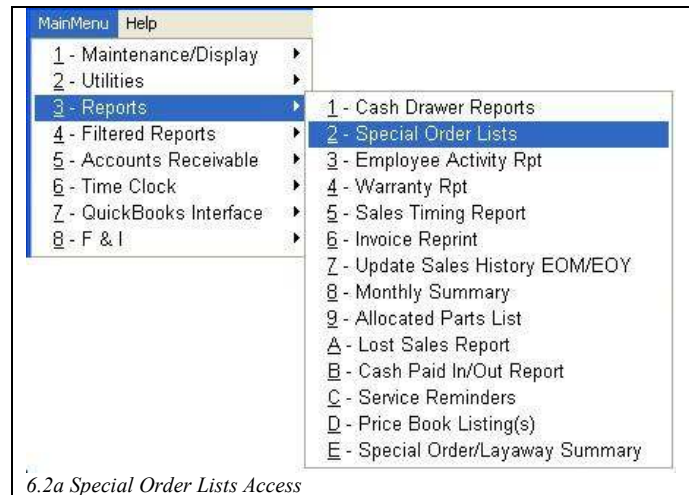 MainMenu Help
1 - Maintenance/Display
2 - Utilities
3 - Reports
4 - Filtered Reports
5 - Accounts Receivable
6 - Time Clock
7 - QuickBooks Interface
8 - F & I
1 - Cash Drawer Reports
2 - Special Order Lists
3 - Employee Activity Rpt
4 - Warranty Rpt
5 - Sales Timing Report
6 - Invoice Reprint
7 - Update Sales History EOM/EOY
8 - Monthly Summary
9 - Allocated Parts List
A - Lost Sales Report
B - Cash Paid In/Out Report
C - Service Reminders
D - Price Book Listing(s)
E - Special Order/Layaway Summary
6.2a Special Order Lists Access